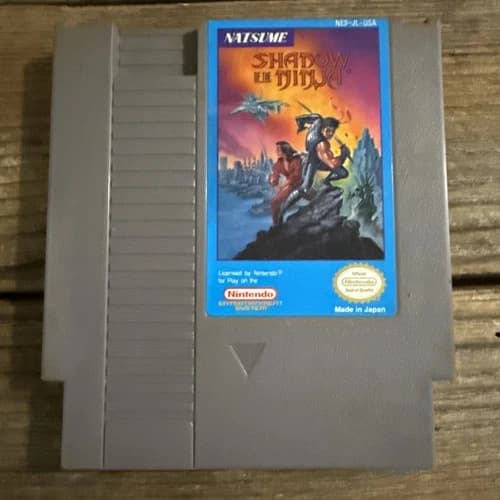 NES-JL-USA
NATSUME
SHADOW
OF THE NINJA™
Licensed by Nintendo®
for Play on the
Nintendo
ENTERTAINMENT
SYSTEM
Official
Nintendo
Seal of Quality
Made in Japan